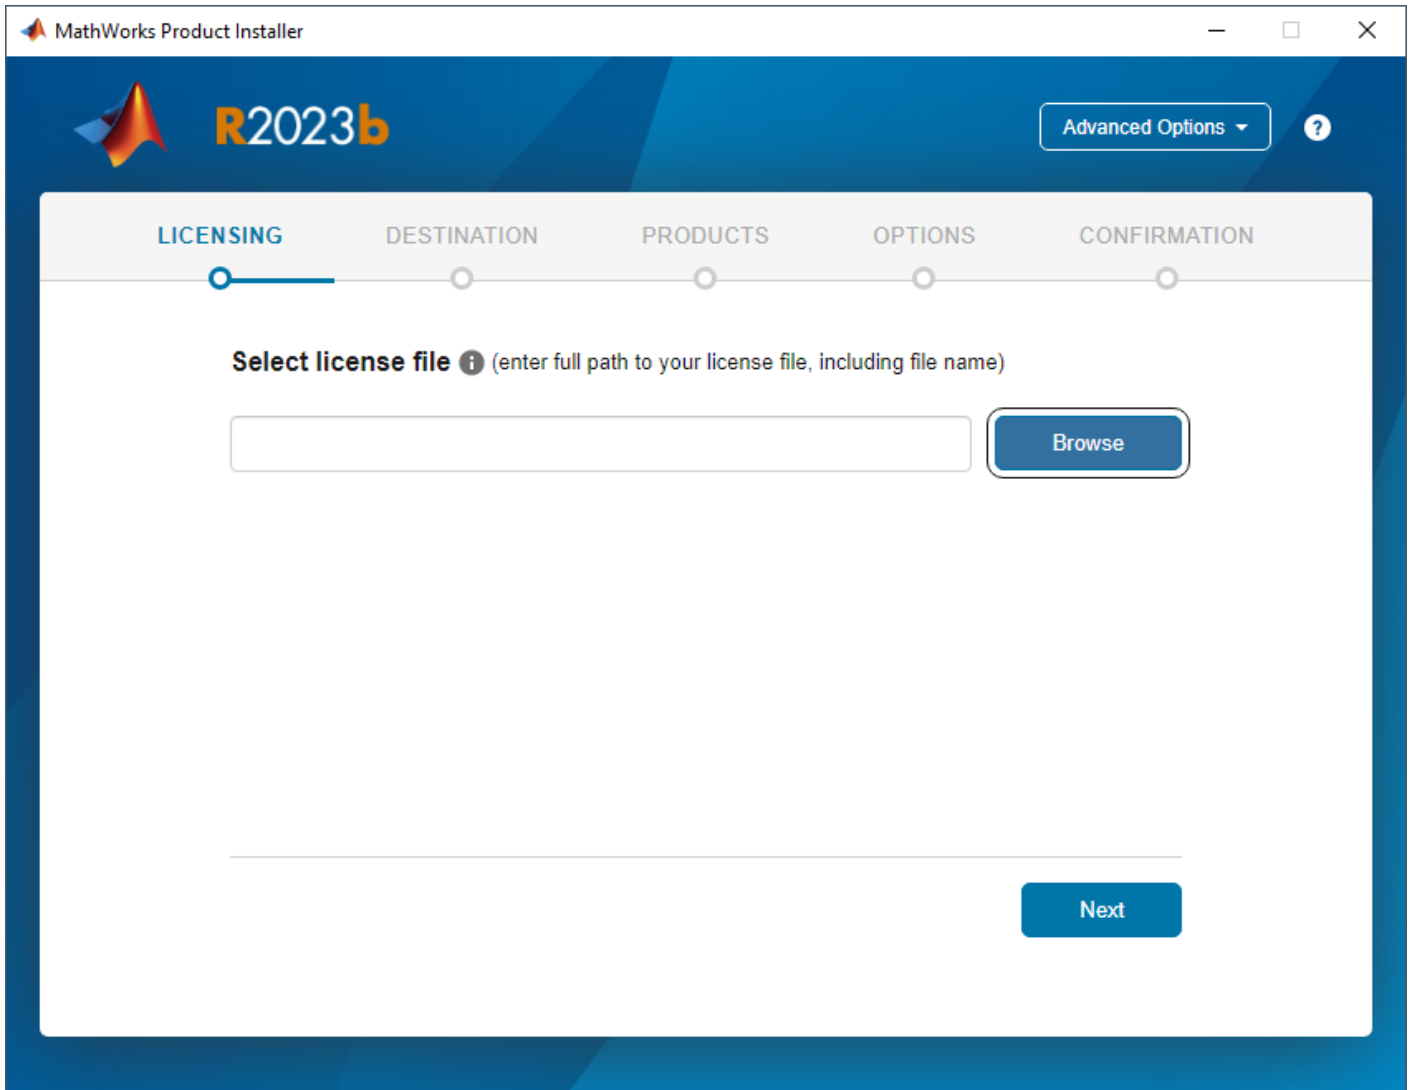 MathWorks Product Installer
R2023b
Advanced Options
?
LICENSING DESTINATION PRODUCTS OPTIONS CONFIRMATION
Select license file i (enter full path to your license file, including file name)
Browse
Next